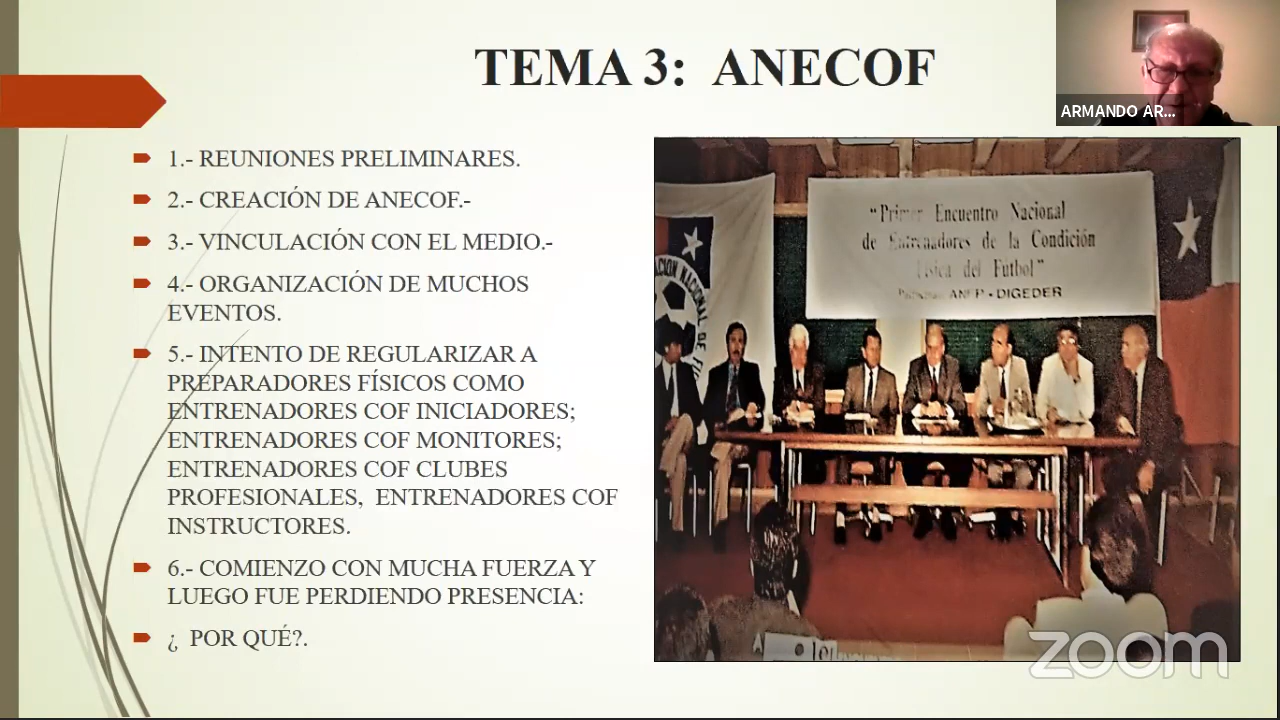 TEMA 3: ANECOF
ARMANDO AR...
1.- REUNIONES PRELIMINARES.
2.- CREACIÓN DE ANECOF.-
3.- VINCULACIÓN CON EL MEDIO.-
4.- ORGANIZACIÓN DE MUCHOS
EVENTOS.
5.- INTENTO DE REGULARIZAR A
PREPARADORES FÍSICOS COMO
ENTRENADORES COF INICIADORES;
ENTRENADORES COF MONITORES;
ENTRENADORES COF CLUBES
PROFESIONALES, ENTRENADORES COF
INSTRUCTORES.
6.- COMIENZO CON MUCHA FUERZA Y
LUEGO FUE PERDIENDO PRESENCIA:
¿ POR QUÉ?.
"Primer Encuentro Nacional
de Entrenadores de la Condición
Física del Futbol"
ANFP - DIGEDER
NACIONAL DE
zoom